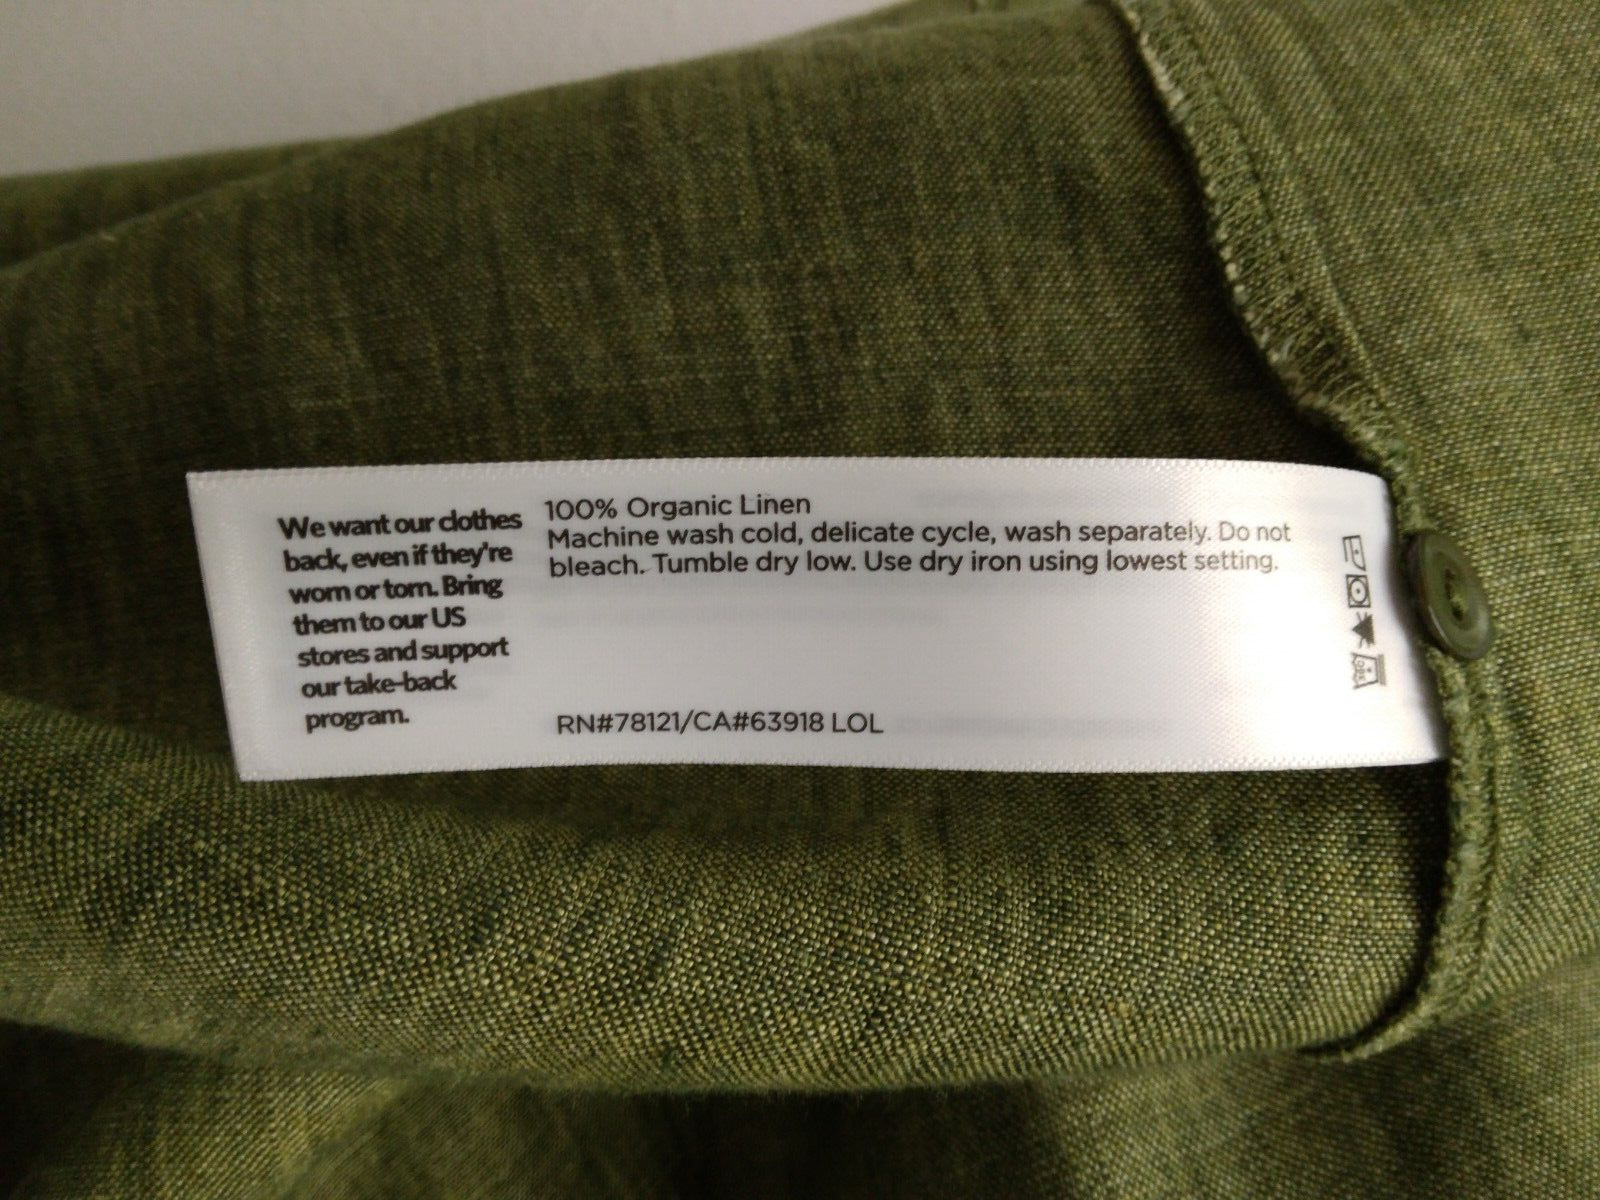 We want our clothes
back, even if they're
worn or torn. Bring
them to our US
stores and support
our take-back
program.
100% Organic Linen
Machine wash cold, delicate cycle, wash separately. Do not
bleach. Tumble dry low. Use dry iron using lowest setting.
RN#78121/CA#63918 LOL